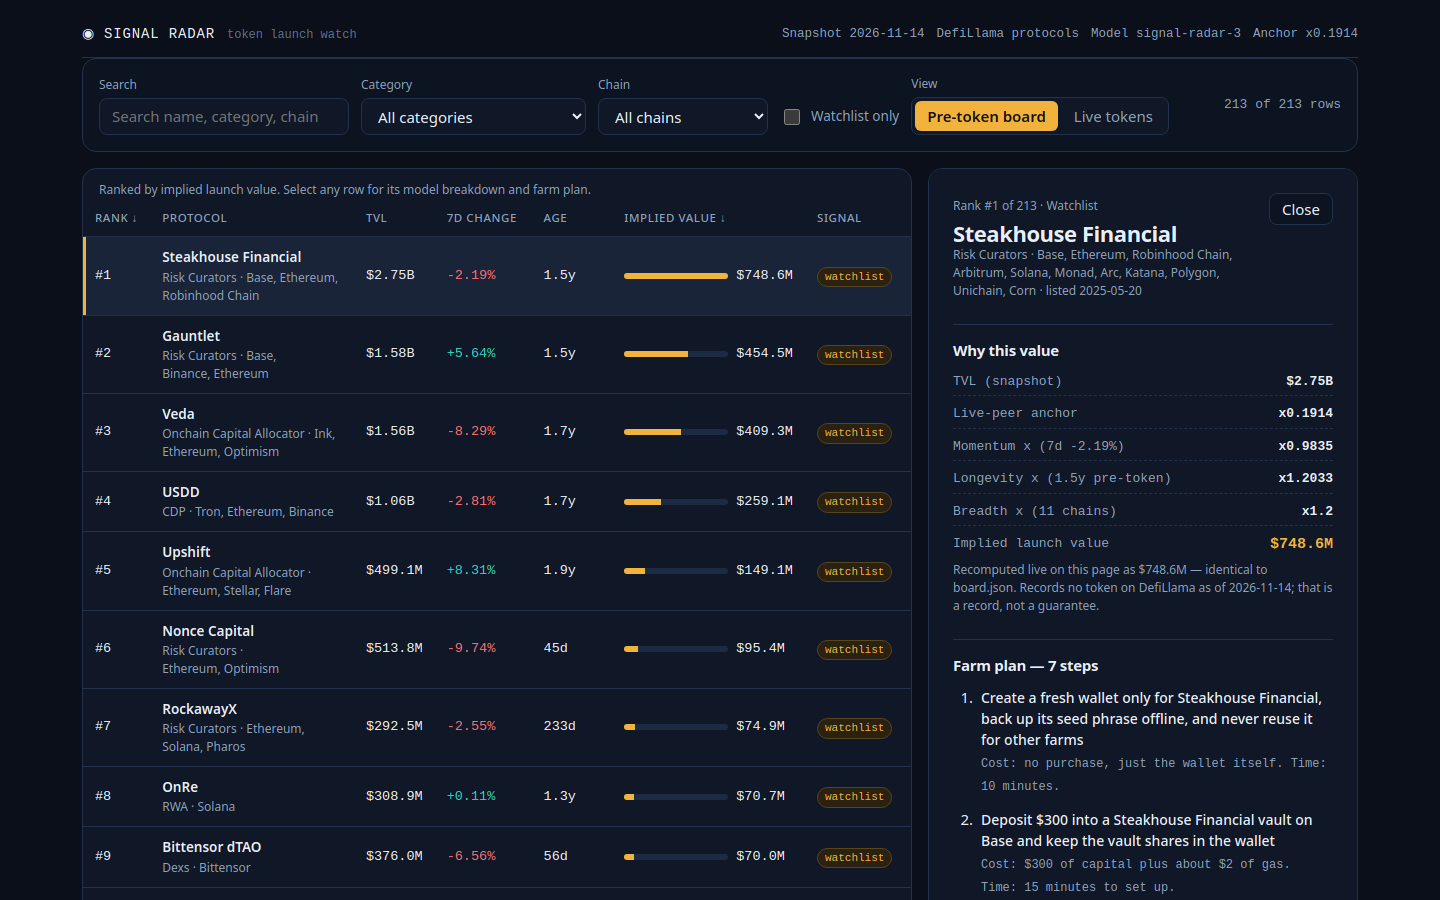 ◉ SIGNAL RADAR token launch watch
Snapshot 2026-11-14 DefiLlama protocols Model signal-radar-3 Anchor x0.1914
Search
Category
Chain
View
Search name, category, chain
All categories
All chains
Watchlist only
Pre-token board
Live tokens
213 of 213 rows
Ranked by implied launch value. Select any row for its model breakdown and farm plan.
RANK ↓ PROTOCOL TVL 7D CHANGE AGE IMPLIED VALUE ↓ SIGNAL
#1
Steakhouse Financial
Risk Curators · Base, Ethereum,
Robinhood Chain
$2.75B -2.19% 1.5y $748.6M watchlist
#2
Gauntlet
Risk Curators · Base,
Binance, Ethereum
$1.58B +5.64% 1.5y $454.5M watchlist
#3
Veda
Onchain Capital Allocator · Ink,
Ethereum, Optimism
$1.56B -8.29% 1.7y $409.3M watchlist
#4
USDD
CDP · Tron, Ethereum, Binance
$1.06B -2.81% 1.7y $259.1M watchlist
#5
Upshift
Onchain Capital Allocator ·
Ethereum, Stellar, Flare
$499.1M +8.31% 1.9y $149.1M watchlist
#6
Nonce Capital
Risk Curators ·
Ethereum, Optimism
$513.8M -9.74% 45d $95.4M watchlist
#7
RockawayX
Risk Curators · Ethereum,
Solana, Pharos
$292.5M -2.55% 233d $74.9M watchlist
#8
OnRe
RWA · Solana
$308.9M +0.11% 1.3y $70.7M watchlist
#9
Bittensor dTAO
Dexs · Bittensor
$376.0M -6.56% 56d $70.0M watchlist
Rank #1 of 213 · Watchlist
Close
Steakhouse Financial
Risk Curators · Base, Ethereum, Robinhood Chain,
Arbitrum, Solana, Monad, Arc, Katana, Polygon,
Unichain, Corn · listed 2025-05-20
Why this value
TVL (snapshot) $2.75B
Live-peer anchor x0.1914
Momentum x (7d -2.19%) x0.9835
Longevity x (1.5y pre-token) x1.2033
Breadth x (11 chains) x1.2
Implied launch value $748.6M
Recomputed live on this page as $748.6M — identical to
board.json. Records no token on DefiLlama as of 2026-11-14; that is
a record, not a guarantee.
Farm plan — 7 steps
1. Create a fresh wallet only for Steakhouse Financial,
back up its seed phrase offline, and never reuse it
for other farms
Cost: no purchase, just the wallet itself. Time:
10 minutes.
2. Deposit $300 into a Steakhouse Financial vault on
Base and keep the vault shares in the wallet
Cost: $300 of capital plus about $2 of gas.
Time: 15 minutes to set up.